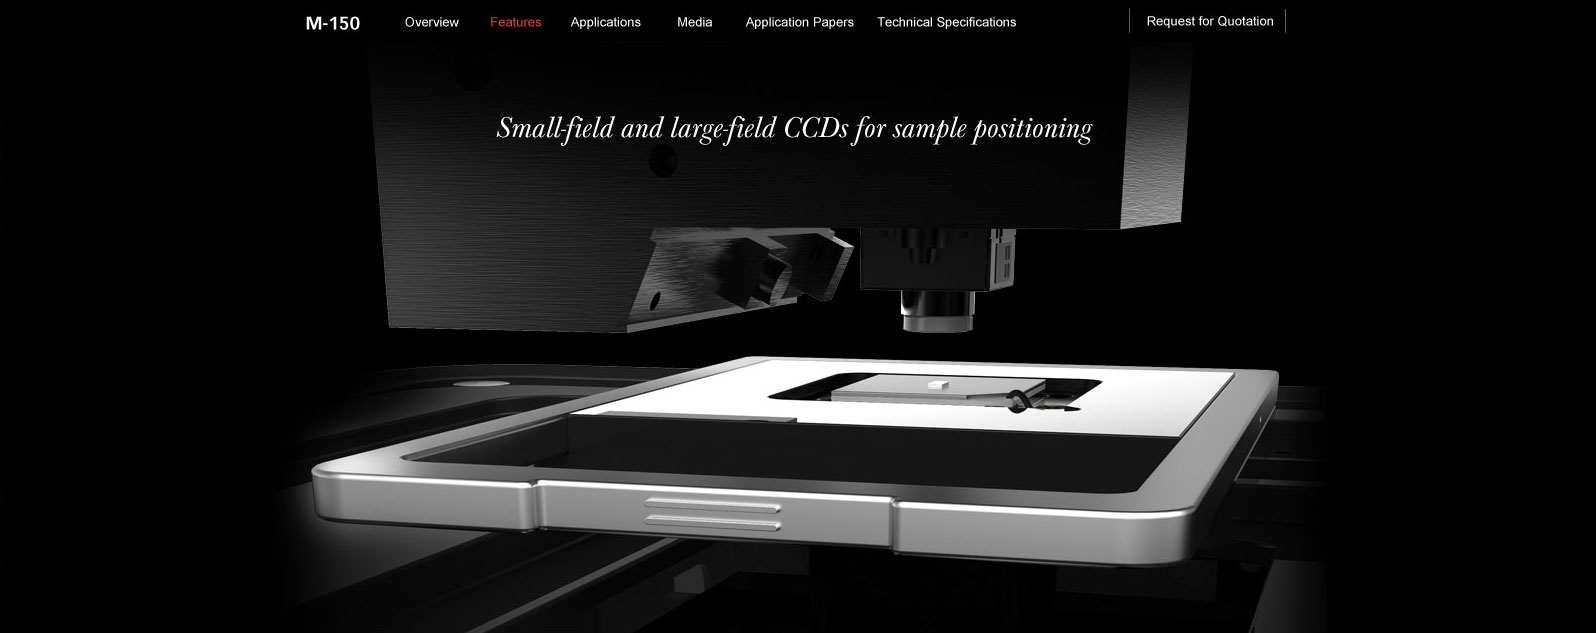 M-150 Overview Features Applications Media Application Papers Technical Specifications Request for Quotation
Small-field and large-field CCDs for sample positioning